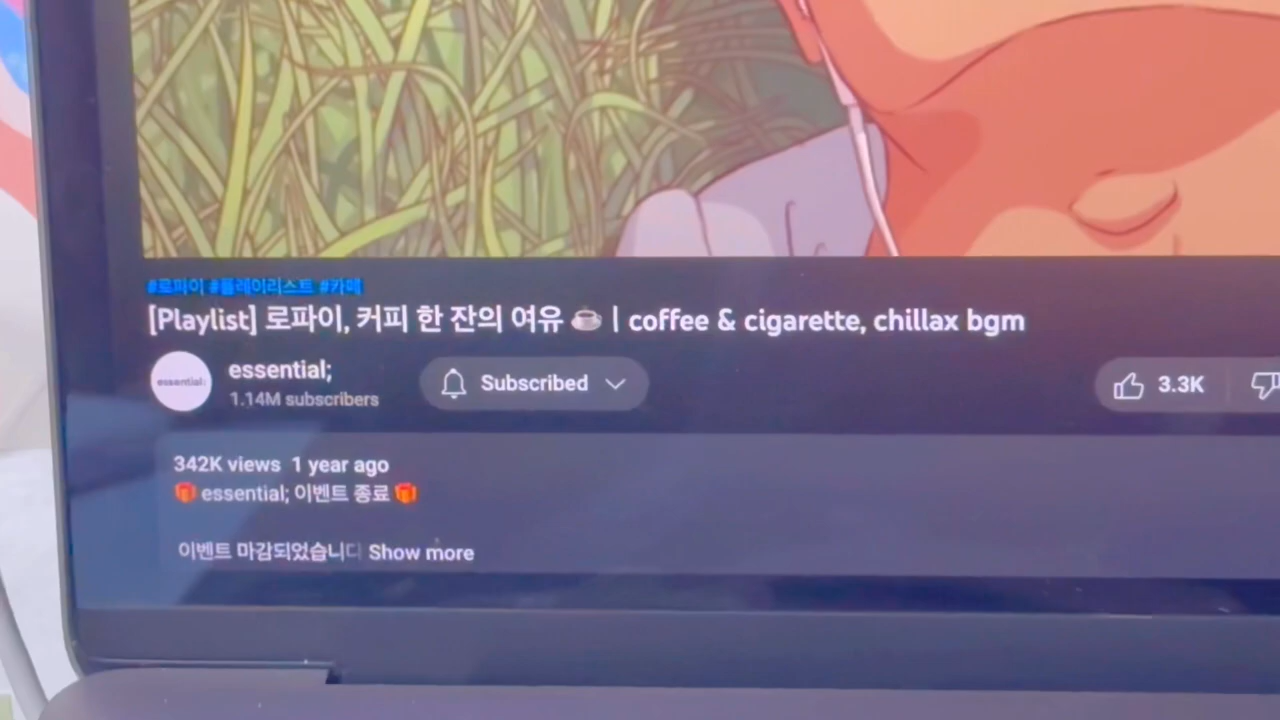 #로파이 #플레이리스트 #카페
[Playlist] 로파이, 커피 한 잔의 여유 ☕ | coffee & cigarette, chillax bgm
essential;
essential;
1.14M subscribers
Subscribed
3.3K
342K views 1 year ago
🎁 essential; 이벤트 종료 🎁
이벤트 마감되었습니다 Show more